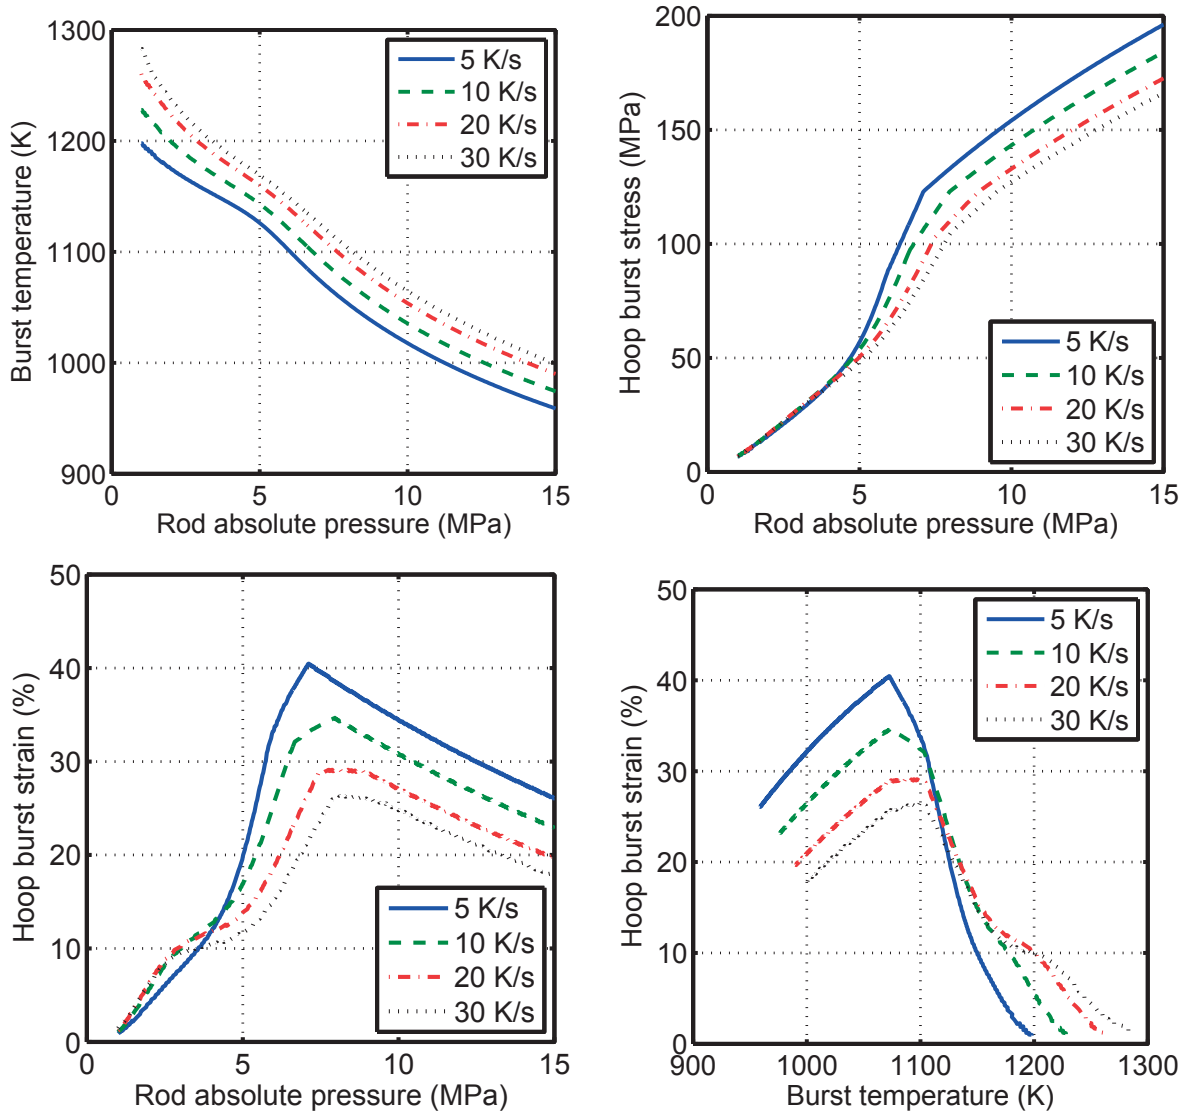 1300
1200
1100
1000
900
0
5
10
15
Burst temperature (K)
Rod absolute pressure (MPa)
5 K/s
10 K/s
20 K/s
30 K/s
200
150
100
50
0
0
5
10
15
Hoop burst stress (MPa)
Rod absolute pressure (MPa)
5 K/s
10 K/s
20 K/s
30 K/s
50
40
30
20
10
0
0
5
10
15
Hoop burst strain (%)
Rod absolute pressure (MPa)
5 K/s
10 K/s
20 K/s
30 K/s
50
40
30
20
10
0
900
1000
1100
1200
1300
Hoop burst strain (%)
Burst temperature (K)
5 K/s
10 K/s
20 K/s
30 K/s